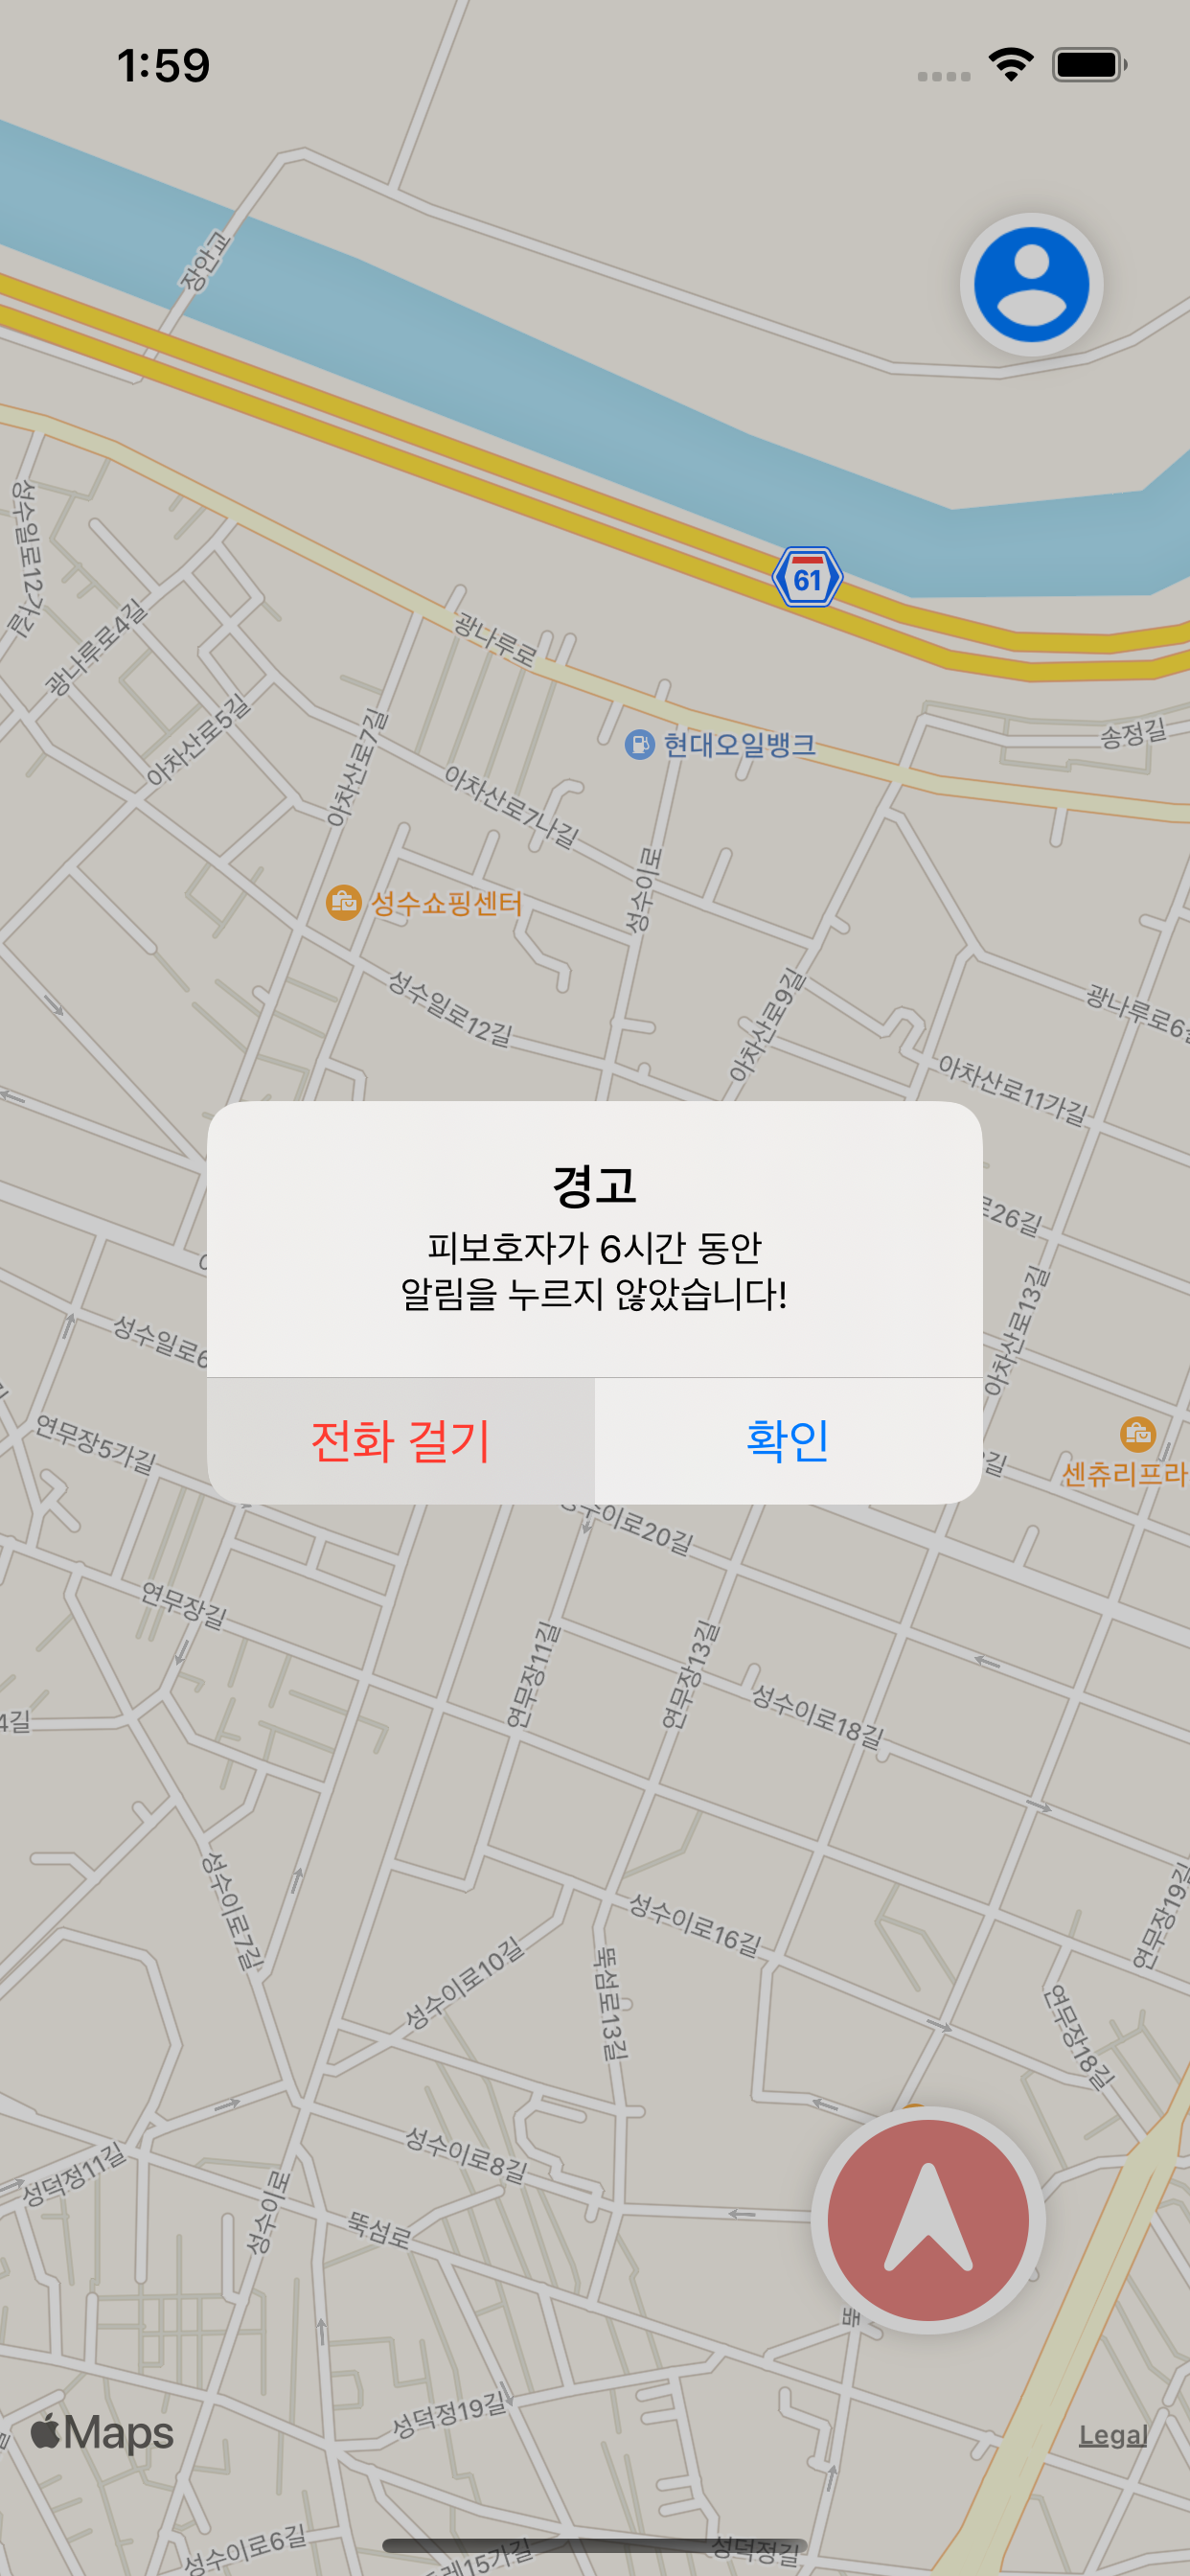 1:59
장안교
61
성수일로12가길
광나루로4길
광나루로
아차산로5길
아차산로7길
현대오일뱅크
송정길
아차산로7나길
성수이로
성수쇼핑센터
성수일로12길
아차산로9길
광나루로6길
아차산로11가길
26길
아차산로13길
경고
피보호자가 6시간 동안
알림을 누르지 않았습니다!
전화 걸기
확인
성수일로6
연무장5가길
센츄리프라
성수이로20길
연무장길
연무장11길
연무장13길
성수이로18길
4길
성수이로7길
성수이로16길
연무장19길
성수이로10길
뚝섬로13길
연무장18길
성수이로8길
성덕정11길
성수이로
뚝섬로
배
성덕정19길
Maps
Legal
성수이로6길
15가길
성덕정길